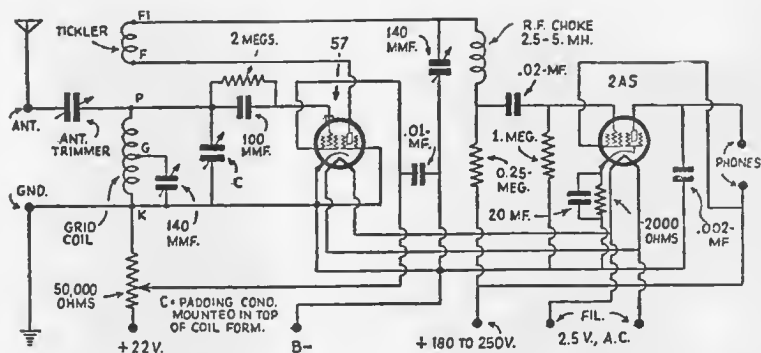 F1
TICKLER
F
2 MEGS.
57
140
MMF.
R.F. CHOKE
2.5-5. MH.
.02-MF.
2A5
P
ANT.
ANT.
TRIMMER
G
100
MMF.
C
.01-
MF.
1. MEG.
0.25-
MEG.
PHONES
GND.
GRID
COIL
K
140
MMF.
20 MF.
2000
OHMS
.002-
MF
50,000
OHMS
C= PADDING COND.
MOUNTED IN TOP
OF COIL FORM.
+22V.
B-
+180 TO 250V.
FIL.
2.5 V., A.C.